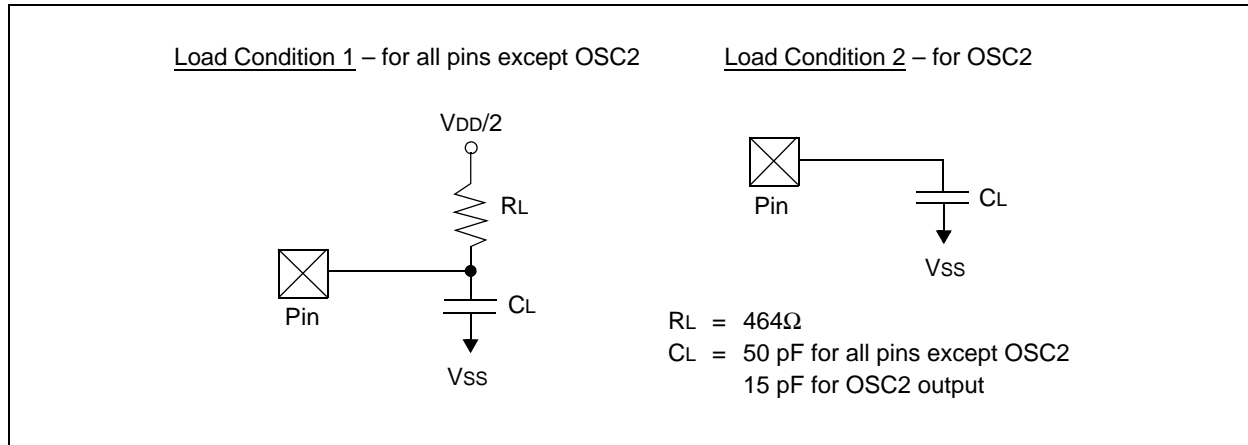 Load Condition 1 – for all pins except OSC2
Load Condition 2 – for OSC2
VDD/2
RL
Pin
CL
VSS
Pin
CL
VSS
RL = 464Ω
CL = 50 pF for all pins except OSC2
15 pF for OSC2 output